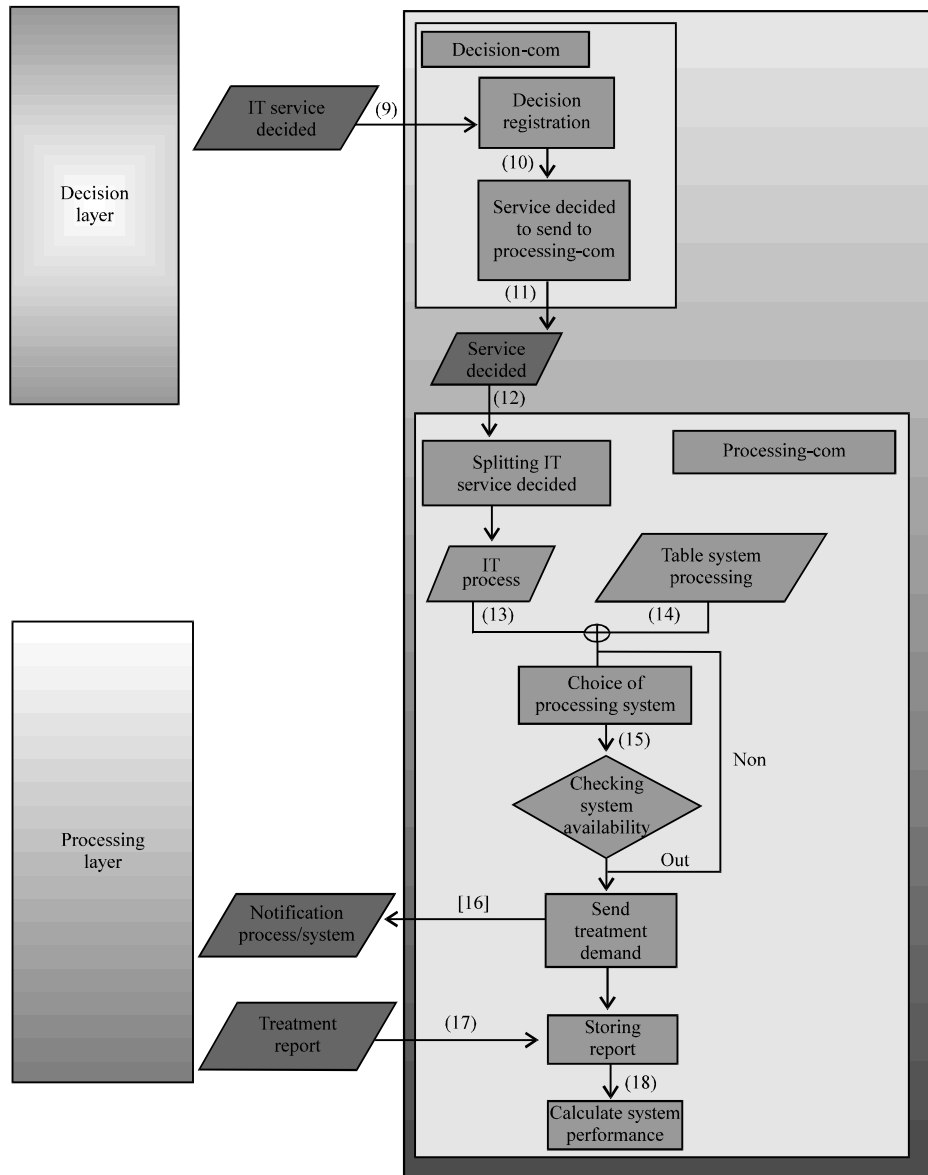 Decision-com
IT service
decided
(9)
Decision
registration
(10)
Decision
layer
Service decided
to send to
processing-com
(11)
Service
decided
(12)
Processing-com
Splitting IT
service decided
IT
process
Table system
processing
(13)
(14)
Choice of
processing system
(15)
Non
Checking
system
availability
Out
Processing
layer
Notification
process/system
[16]
Send
treatment
demand
Treatment
report
(17)
Storing
report
(18)
Calculate system
performance